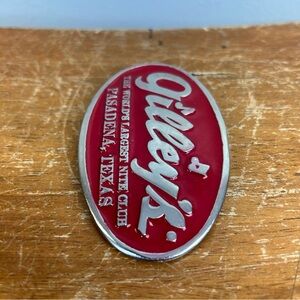 Gilley's
THE WORLD'S LARGEST NITE CLUB
PASADENA, TEXAS